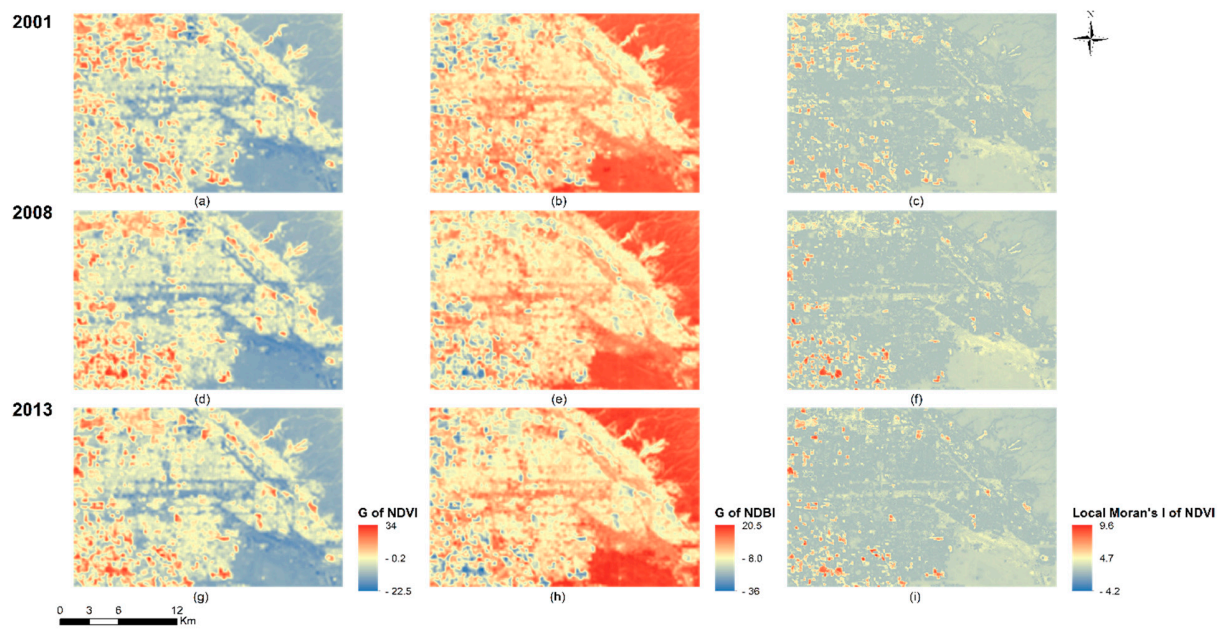 2001
N
(a)
(b)
(c)
2008
(d)
(e)
(f)
2013
G of NDVI
34
- 0.2
- 22.5
G of NDBI
20.5
- 8.0
- 36
Local Moran's I of NDVI
9.6
4.7
- 4.2
(g)
(h)
(i)
0 3 6 12
Km